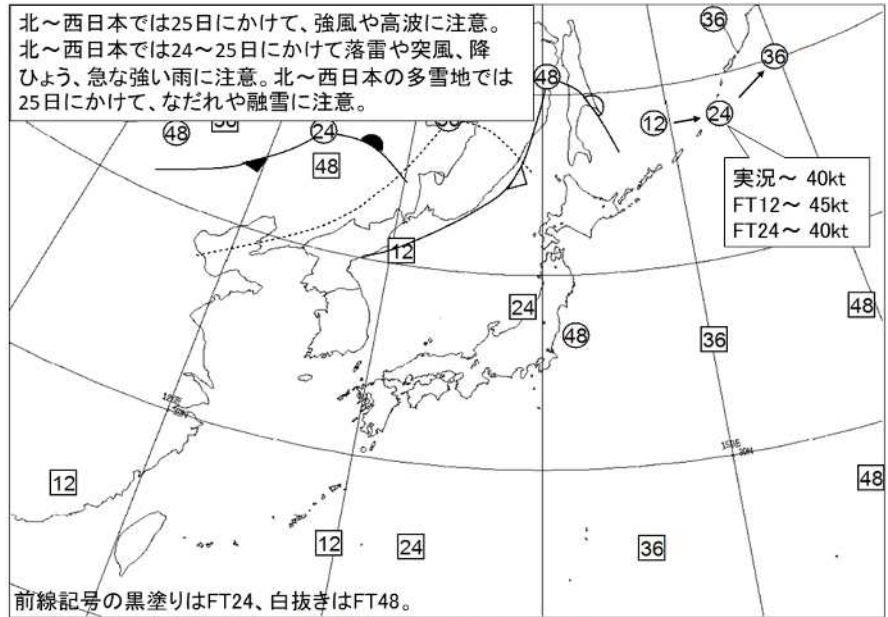 北～西日本では25日にかけて、強風や高波に注意。
北～西日本では24～25日にかけて落雷や突風、降
ひょう、急な強い雨に注意。北～西日本の多雪地では
25日にかけて、なだれや融雪に注意。
36
36
48
12
24
48
24
48
実況～ 40kt
FT12～ 45kt
FT24～ 40kt
12
24
48
36
48
12
48
12
24
36
前線記号の黒塗りはFT24、白抜きはFT48。